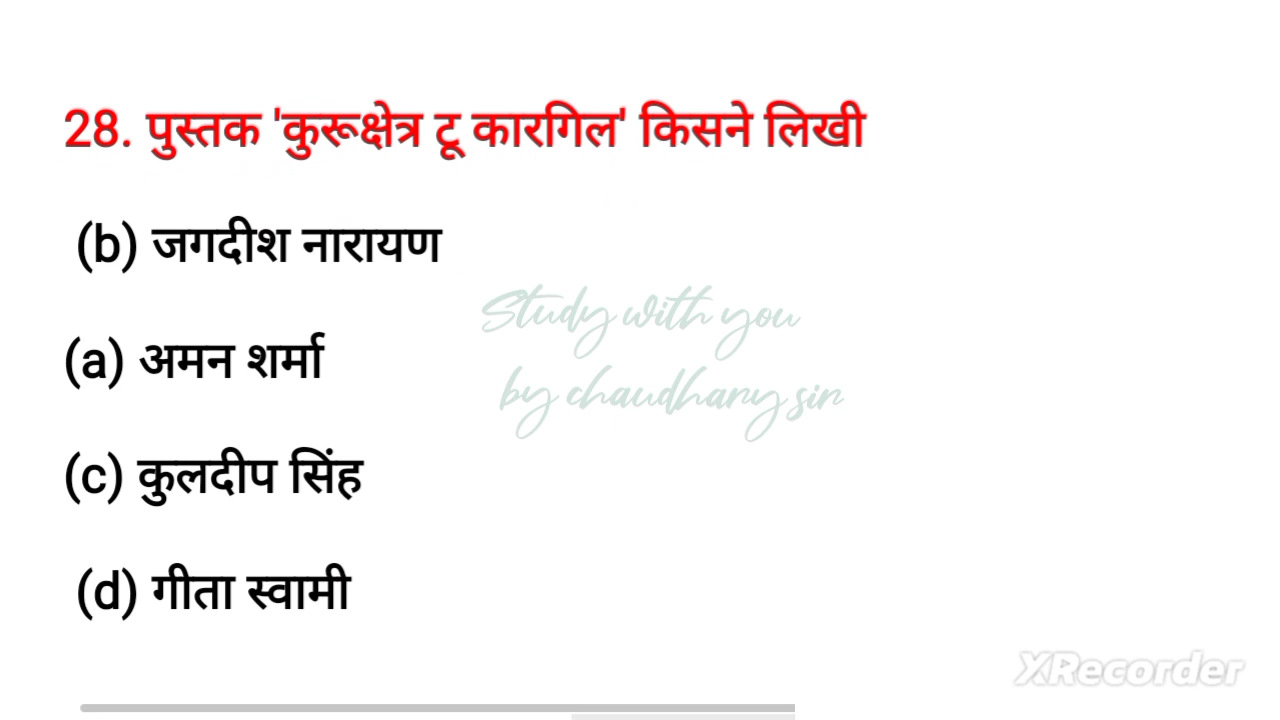 28. पुस्तक 'कुरूक्षेत्र टू कारगिल' किसने लिखी
(b) जगदीश नारायण
Study with you
(a) अमन शर्मा
by chaudhary sir
(c) कुलदीप सिंह
(d) गीता स्वामी
XRecorder